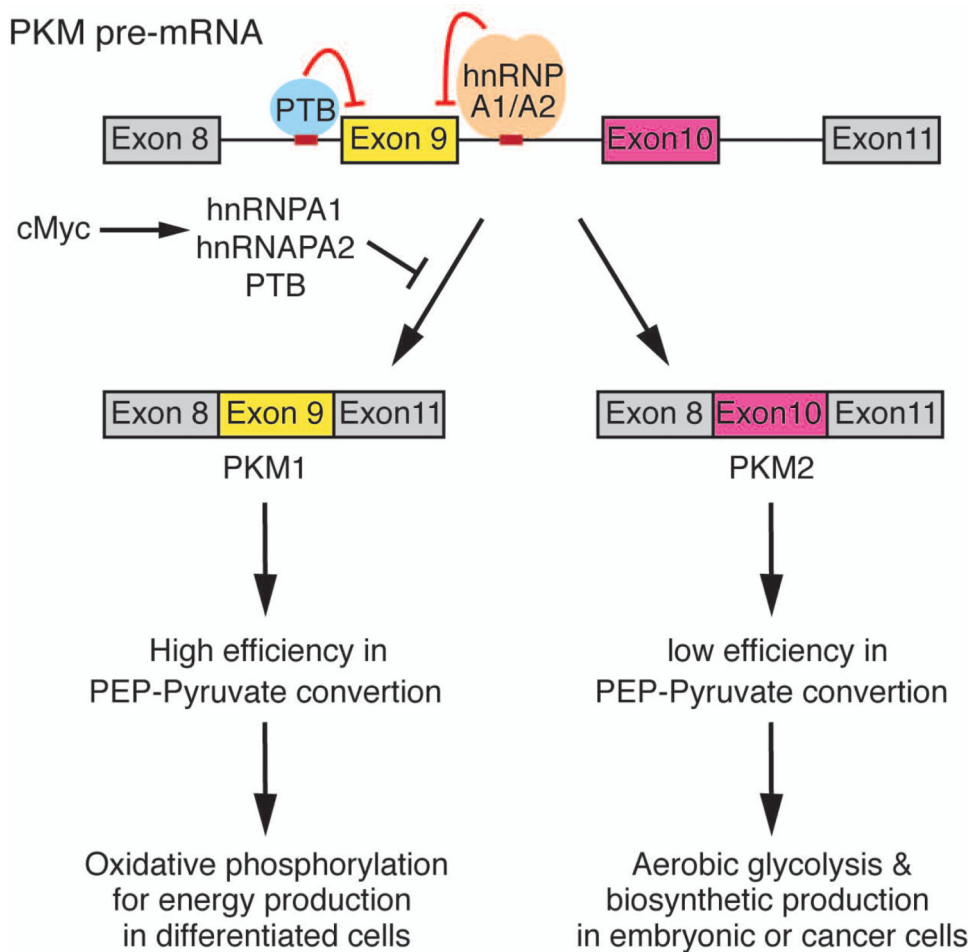 PKM pre-mRNA
PTB
hnRNP
A1/A2
Exon 8
Exon 9
Exon10
Exon11
cMyc
hnRNPA1
hnRNAPA2
PTB
Exon 8 Exon 9 Exon11
PKM1
Exon 8 Exon10 Exon11
PKM2
High efficiency in
PEP-Pyruvate convertion
low efficiency in
PEP-Pyruvate convertion
Oxidative phosphorylation
for energy production
in differentiated cells
Aerobic glycolysis &
biosynthetic production
in embryonic or cancer cells